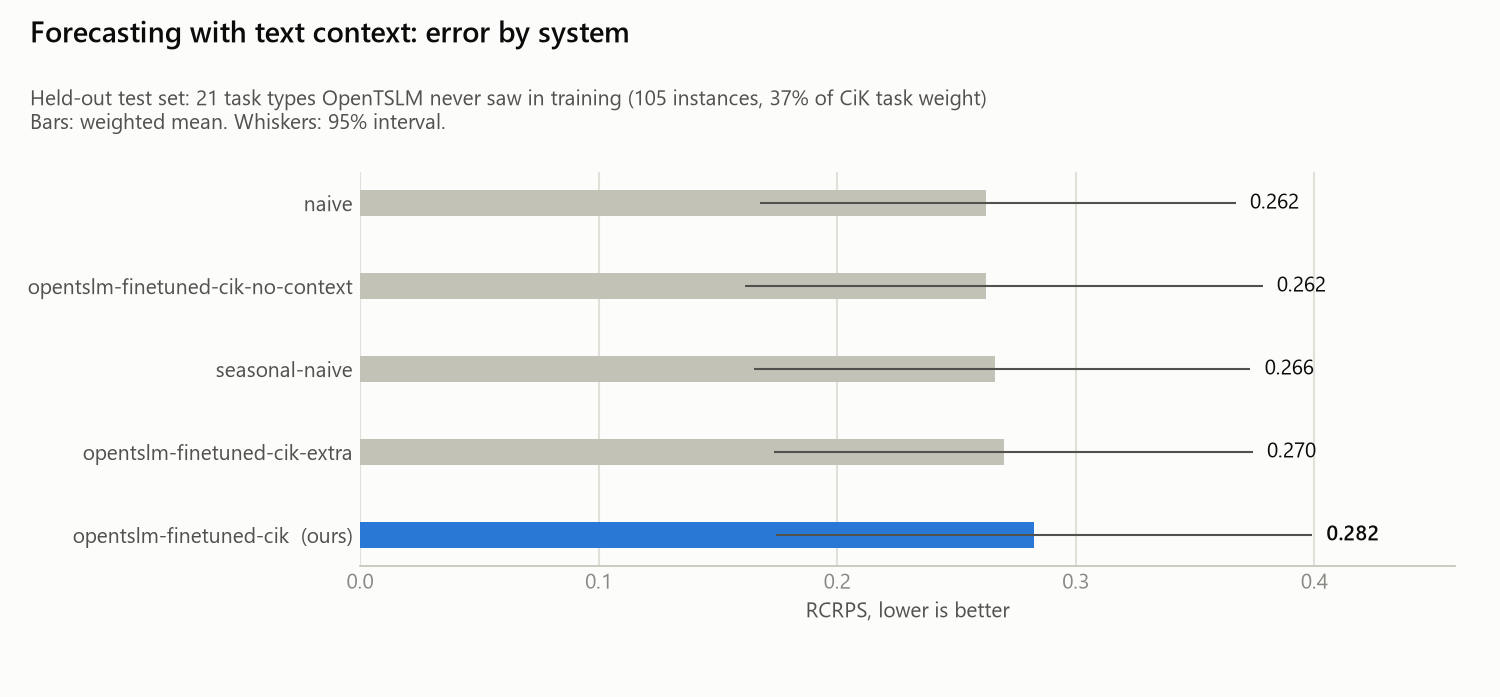 Forecasting with text context: error by system
Held-out test set: 21 task types OpenTSLM never saw in training (105 instances, 37% of CiK task weight)
Bars: weighted mean. Whiskers: 95% interval.
naive 0.262
opentslm-finetuned-cik-no-context 0.262
seasonal-naive 0.266
opentslm-finetuned-cik-extra 0.270
opentslm-finetuned-cik (ours) 0.282
0.0 0.1 0.2 0.3 0.4
RCRPS, lower is better